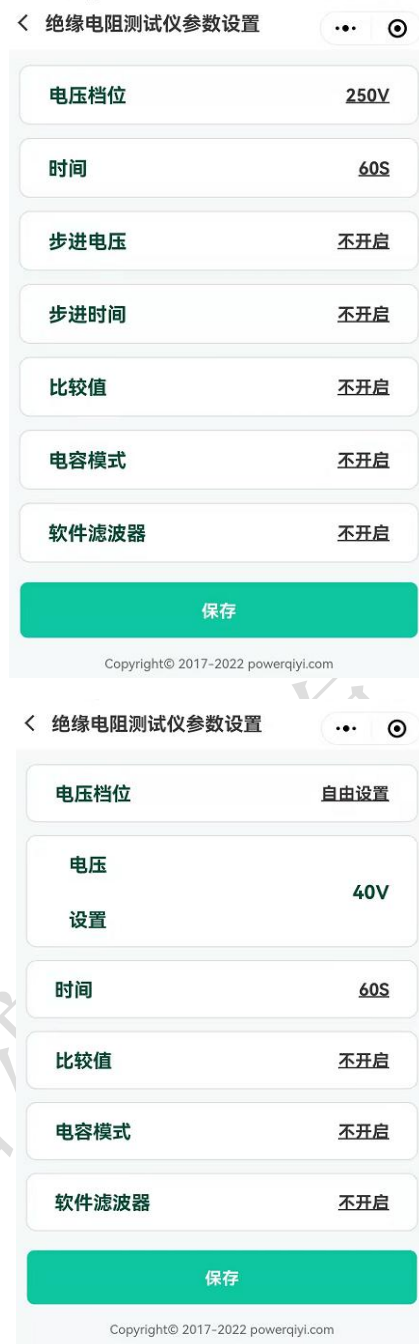 绝缘电阻测试仪参数设置
电压档位 250V
时间 60S
步进电压 不开启
步进时间 不开启
比较值 不开启
电容模式 不开启
软件滤波器 不开启
保存
Copyright© 2017-2022 powerqiyi.com
绝缘电阻测试仪参数设置
电压档位 自由设置
电压
40V
设置
时间 60S
比较值 不开启
电容模式 不开启
软件滤波器 不开启
保存
Copyright© 2017-2022 powerqiyi.com